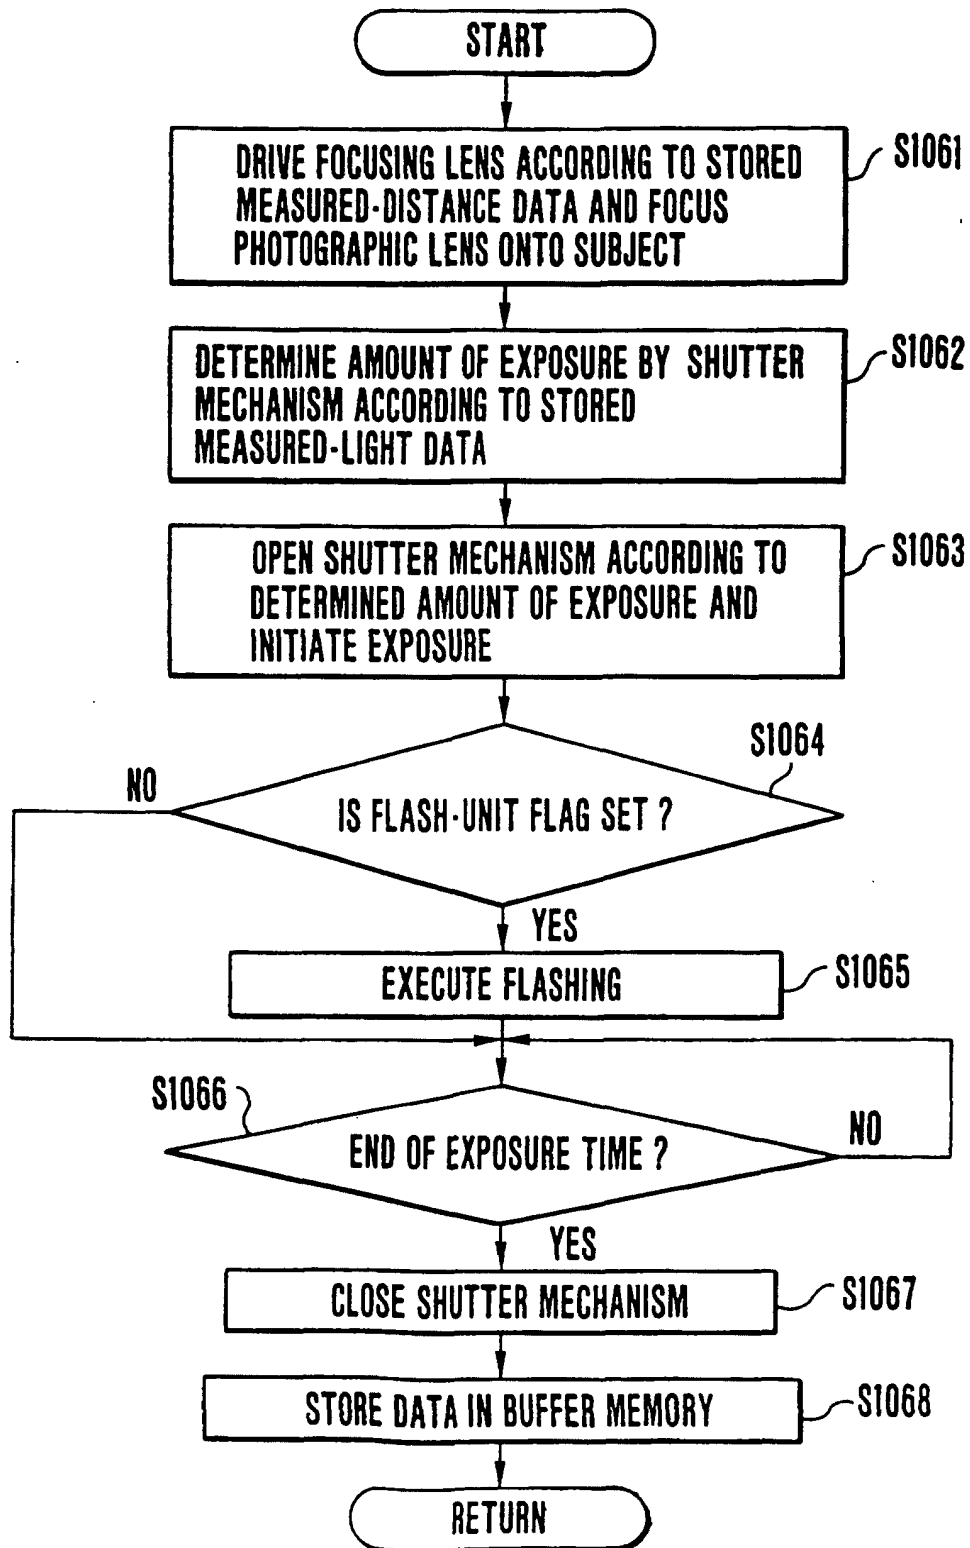 START
DRIVE FOCUSING LENS ACCORDING TO STORED
MEASURED-DISTANCE DATA AND FOCUS
PHOTOGRAPHIC LENS ONTO SUBJECT
S1061
DETERMINE AMOUNT OF EXPOSURE BY SHUTTER
MECHANISM ACCORDING TO STORED
MEASURED-LIGHT DATA
S1062
OPEN SHUTTER MECHANISM ACCORDING TO
DETERMINED AMOUNT OF EXPOSURE AND
INITIATE EXPOSURE
S1063
S1064
NO
IS FLASH-UNIT FLAG SET ?
YES
EXECUTE FLASHING
S1065
S1066
END OF EXPOSURE TIME ?
NO
YES
CLOSE SHUTTER MECHANISM
S1067
STORE DATA IN BUFFER MEMORY
S1068
RETURN